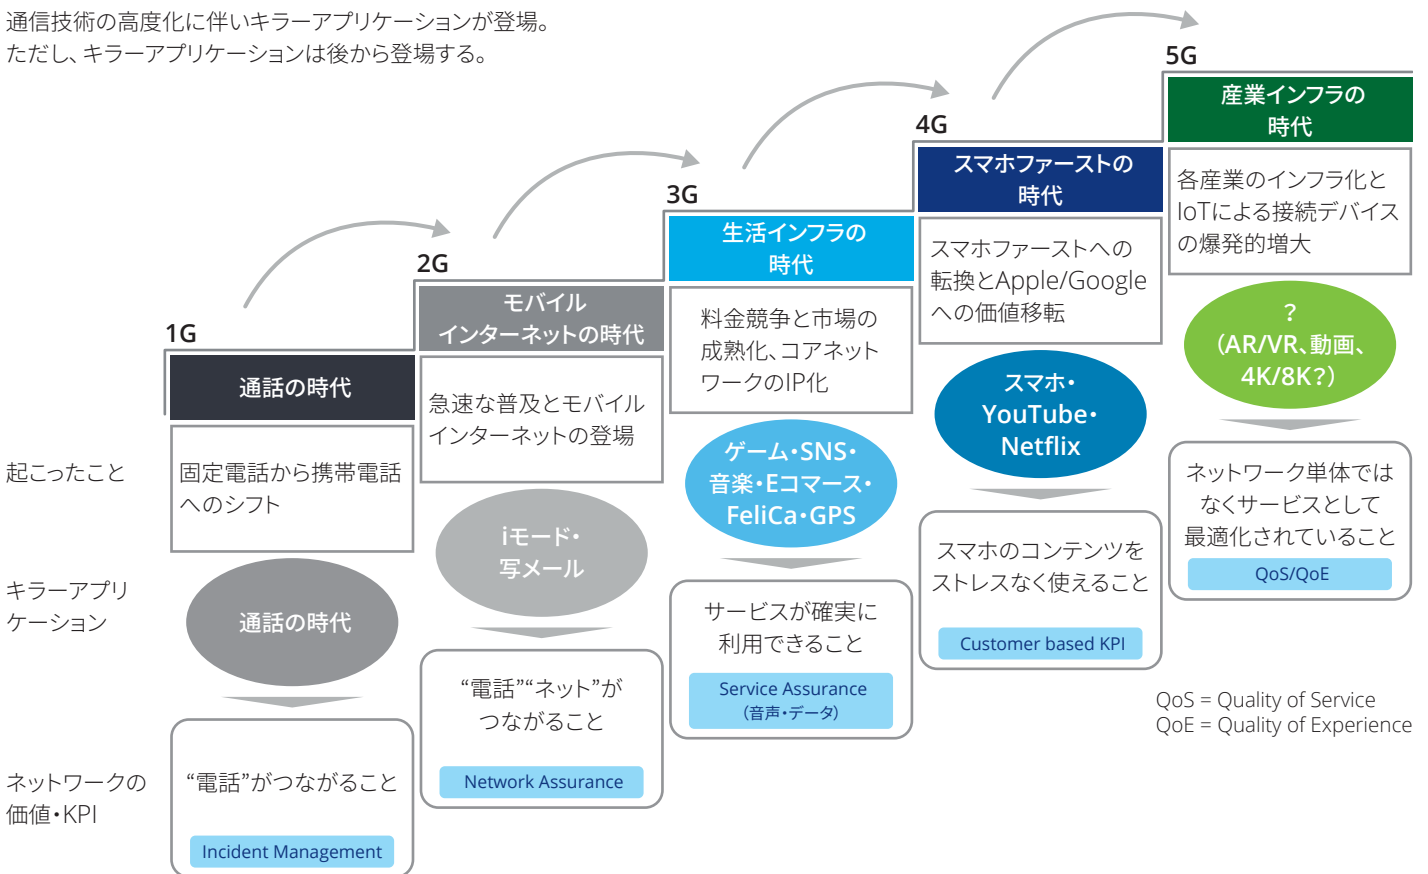 通信技術の高度化に伴いキラーアプリケーションが登場。
ただし、キラーアプリケーションは後から登場する。
起こったこと
キラーアプリ
ケーション
ネットワークの
価値・KPI
1G
通話の時代
固定電話から携帯電話
へのシフト
通話の時代
“電話”がつながること
Incident Management
2G
モバイル
インターネットの時代
急速な普及とモバイル
インターネットの登場
iモード・
写メール
“電話”“ネット”が
つながること
Network Assurance
3G
生活インフラの
時代
料金競争と市場の
成熟化、コアネット
ワークのIP化
ゲーム・SNS・
音楽・Eコマース・
FeliCa・GPS
サービスが確実に
利用できること
Service Assurance
（音声・データ）
4G
スマホファーストの
時代
スマホファーストへの
転換とApple/Google
への価値移転
スマホ・
YouTube・
Netflix
スマホのコンテンツを
ストレスなく使えること
Customer based KPI
5G
産業インフラの
時代
各産業のインフラ化と
IoTによる接続デバイス
の爆発的増大
？
（AR/VR、動画、
4K/8K？）
ネットワーク単体では
なくサービスとして
最適化されていること
QoS/QoE
QoS = Quality of Service
QoE = Quality of Experience